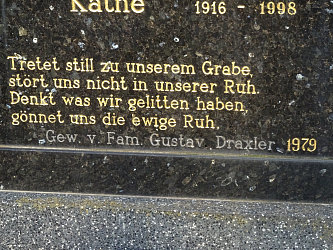 Käthe 1916 - 1998
Tretet still zu unserem Grabe,
stört uns nicht in unserer Ruh.
Denkt was wir gelitten haben,
gönnet uns die ewige Ruh.
Gew. v. Fam. Gustav Draxler 1979